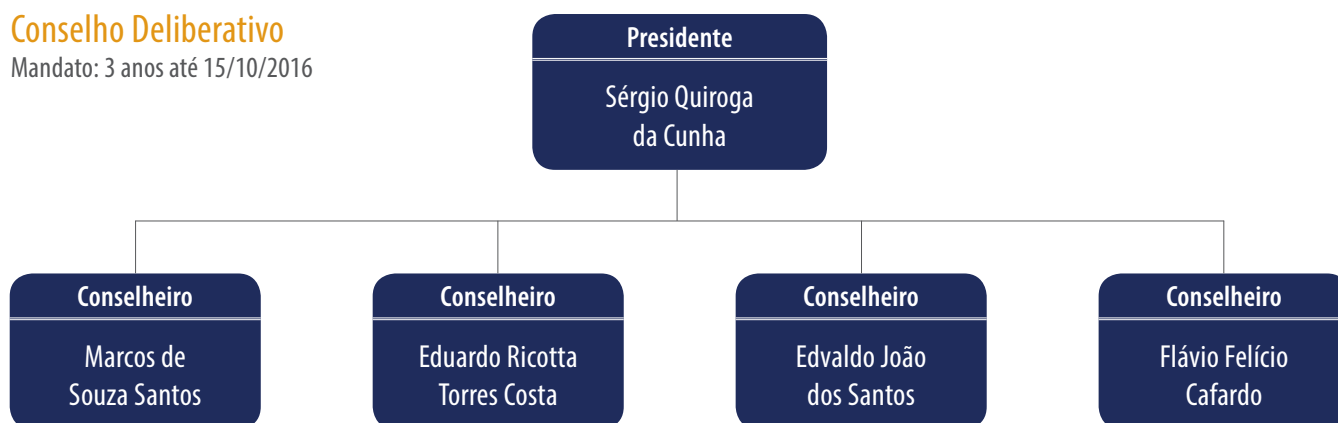 Conselho Deliberativo
Mandato: 3 anos até 15/10/2016
Presidente
Sérgio Quiroga
da Cunha
Conselheiro
Marcos de
Souza Santos
Conselheiro
Eduardo Ricotta
Torres Costa
Conselheiro
Edvaldo João
dos Santos
Conselheiro
Flávio Felício
Cafardo